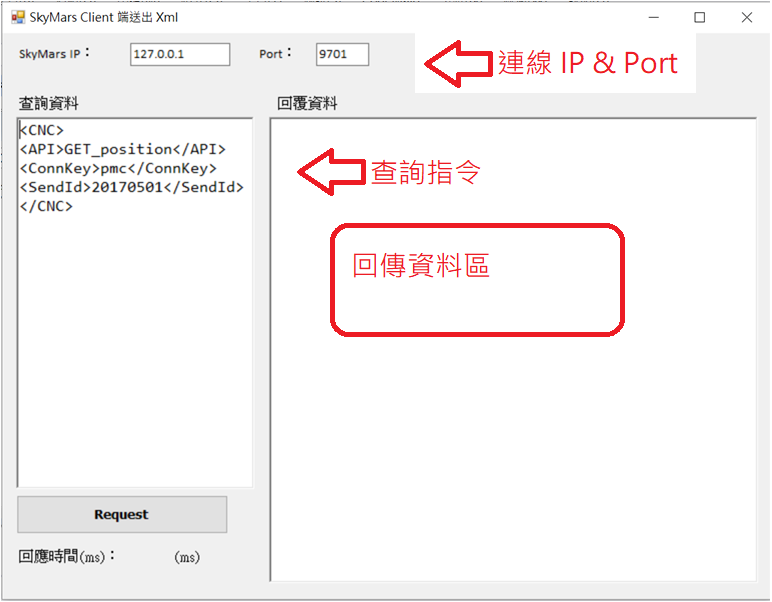 SkyMars Client 端送出 Xml
SkyMars IP：
127.0.0.1
Port：
9701
連線 IP & Port
查詢資料
回覆資料
<CNC>
<API>GET_position</API>
<ConnKey>pmc</ConnKey>
<SendId>20170501</SendId>
</CNC>
查詢指令
回傳資料區
Request
回應時間(ms)：
(ms)